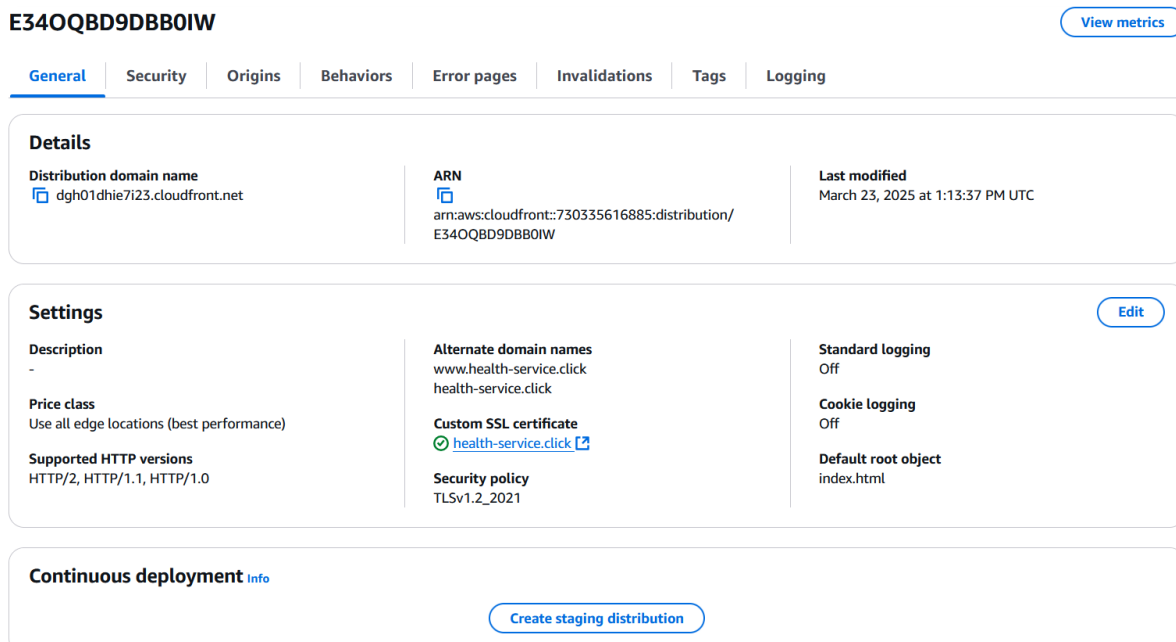 E34OQBD9DBB0IW
View metrics
General
Security
Origins
Behaviors
Error pages
Invalidations
Tags
Logging
Details
Distribution domain name
dgh01dhie7i23.cloudfront.net
ARN
arn:aws:cloudfront::730335616885:distribution/
E34OQBD9DBB0IW
Last modified
March 23, 2025 at 1:13:37 PM UTC
Settings
Edit
Description
-
Price class
Use all edge locations (best performance)
Supported HTTP versions
HTTP/2, HTTP/1.1, HTTP/1.0
Alternate domain names
www.health-service.click
health-service.click
Custom SSL certificate
health-service.click
Security policy
TLSv1.2_2021
Standard logging
Off
Cookie logging
Off
Default root object
index.html
Continuous deployment Info
Create staging distribution